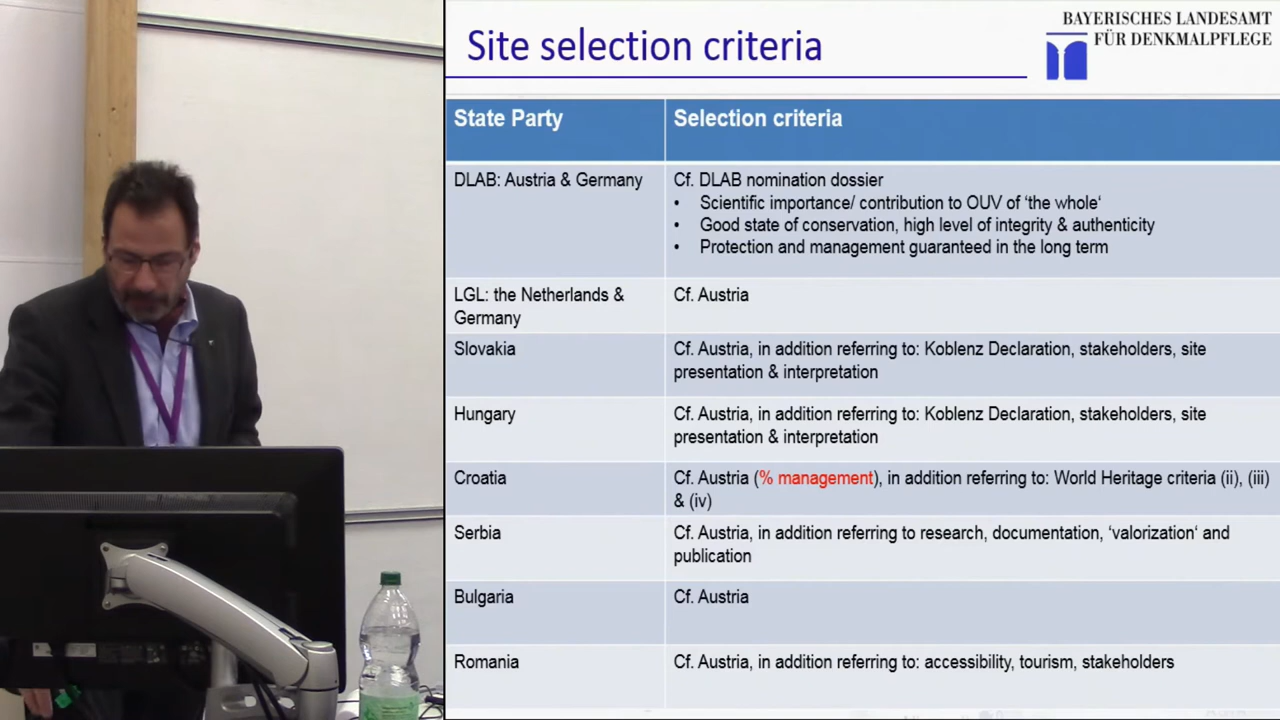 Site selection criteria
BAYERISCHES LANDESAMT
FÜR DENKMALPFLEGE
State Party
Selection criteria
DLAB: Austria & Germany
Cf. DLAB nomination dossier
• Scientific importance/ contribution to OUV of ‘the whole‘
• Good state of conservation, high level of integrity & authenticity
• Protection and management guaranteed in the long term
LGL: the Netherlands &
Germany
Cf. Austria
Slovakia
Cf. Austria, in addition referring to: Koblenz Declaration, stakeholders, site
presentation & interpretation
Hungary
Cf. Austria, in addition referring to: Koblenz Declaration, stakeholders, site
presentation & interpretation
Croatia
Cf. Austria (% management), in addition referring to: World Heritage criteria (ii), (iii)
& (iv)
Serbia
Cf. Austria, in addition referring to research, documentation, ‘valorization‘ and
publication
Bulgaria
Cf. Austria
Romania
Cf. Austria, in addition referring to: accessibility, tourism, stakeholders